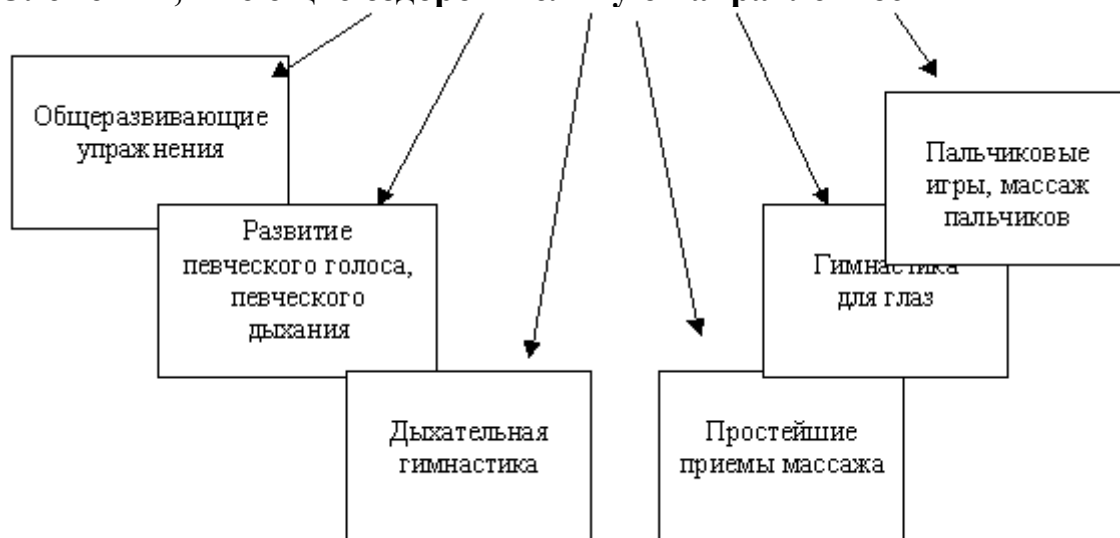 Общеразвивающие
упражнения
Развитие
певческого голоса,
певческого
дыхания
Дыхательная
гимнастика
Простейшие
приемы массажа
Гимнастика
для глаз
Пальчиковые
игры, массаж
пальчиков